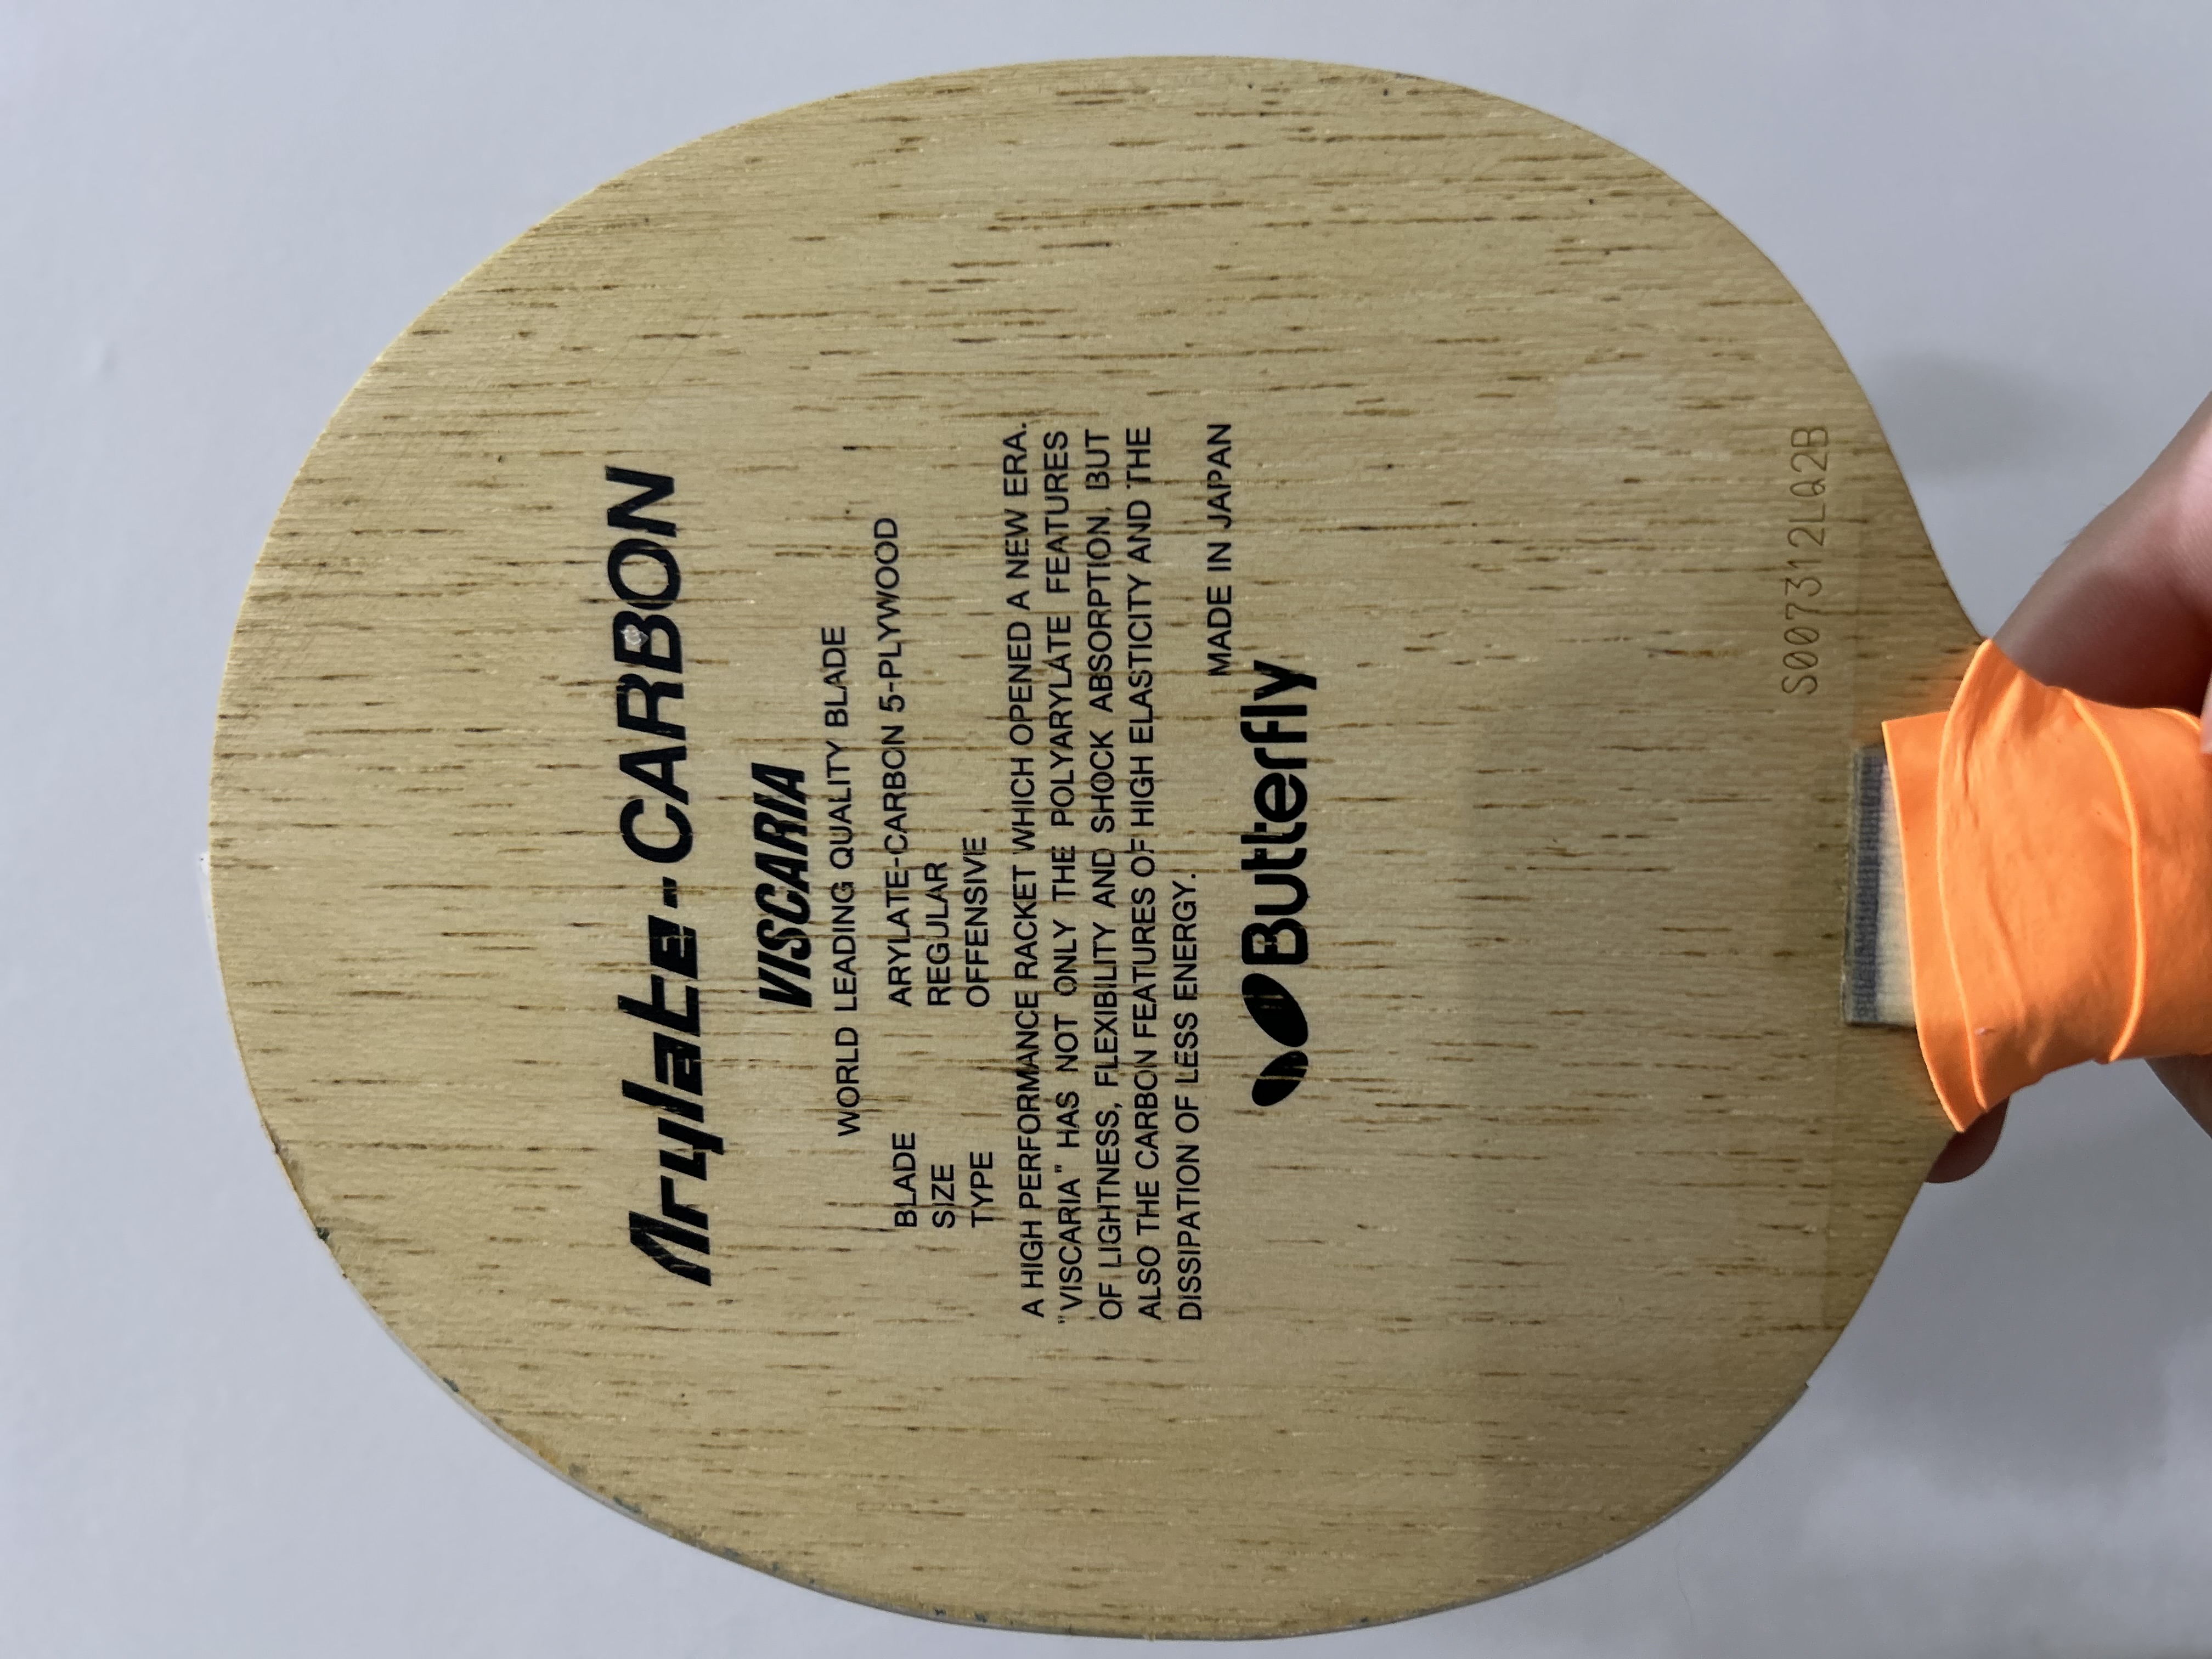 Arylate-CARBON
VISCARIA
WORLD LEADING QUALITY BLADE
BLADE ARYLATE-CARBON 5-PLYWOOD
SIZE REGULAR
TYPE OFFENSIVE
A HIGH PERFORMANCE RACKET WHICH OPENED A NEW ERA.
"VISCARIA" HAS NOT ONLY THE POLYARYLATE FEATURES
OF LIGHTNESS, FLEXIBILITY AND SHOCK ABSORPTION, BUT
ALSO THE CARBON FEATURES OF HIGH ELASTICITY AND THE
DISSIPATION OF LESS ENERGY.
MADE IN JAPAN
Butterfly
S007312LQ2B